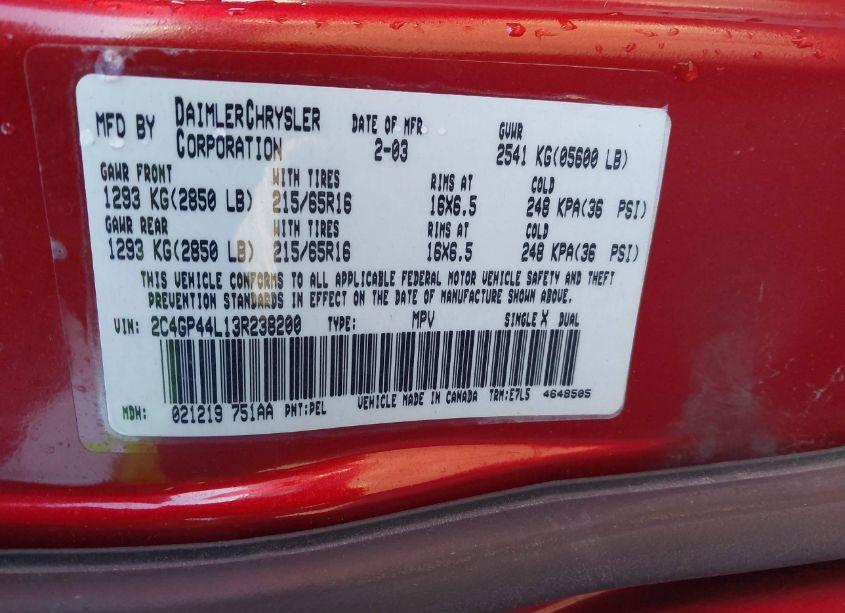 MFD BY DAIMLERCHRYSLER CORPORATION DATE OF MFR 2-03 GVWR 2541 KG(05600 LB)
GAWR FRONT WITH TIRES RIMS AT COLD
1293 KG(2850 LB) 215/65R16 16X6.5 248 KPA(36 PSI)
GAWR REAR WITH TIRES RIMS AT COLD
1293 KG(2850 LB) 215/65R16 16X6.5 248 KPA(36 PSI)
THIS VEHICLE CONFORMS TO ALL APPLICABLE FEDERAL MOTOR VEHICLE SAFETY AND THEFT
PREVENTION STANDARDS IN EFFECT ON THE DATE OF MANUFACTURE SHOWN ABOVE.
VIN: 2C4GP44L13R238200 TYPE: MPV SINGLE X DUAL
MDH: 021219 751AA PNT:PEL VEHICLE MADE IN CANADA TRM:E7L5 4648505